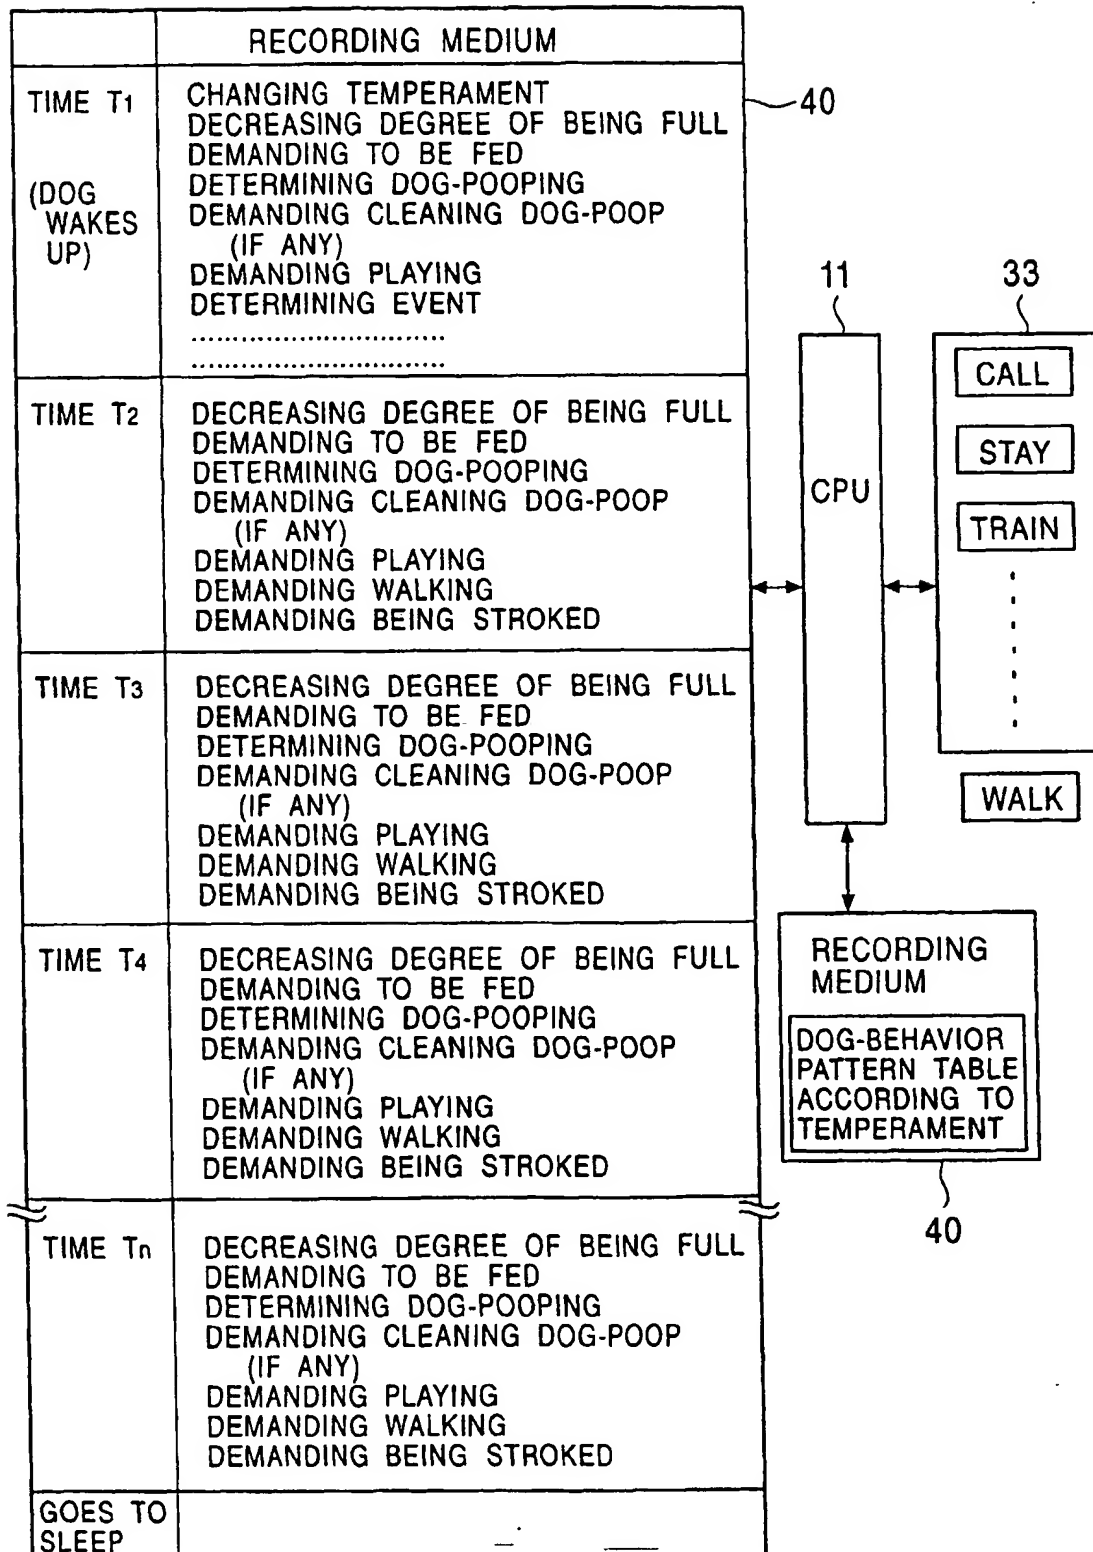 RECORDING MEDIUM
TIME T1
(DOG
WAKES
UP)
CHANGING TEMPERAMENT
DECREASING DEGREE OF BEING FULL
DEMANDING TO BE FED
DETERMINING DOG-POOPING
DEMANDING CLEANING DOG-POOP
(IF ANY)
DEMANDING PLAYING
DETERMINING EVENT
..............................
..............................
TIME T2
DECREASING DEGREE OF BEING FULL
DEMANDING TO BE FED
DETERMINING DOG-POOPING
DEMANDING CLEANING DOG-POOP
(IF ANY)
DEMANDING PLAYING
DEMANDING WALKING
DEMANDING BEING STROKED
TIME T3
DECREASING DEGREE OF BEING FULL
DEMANDING TO BE FED
DETERMINING DOG-POOPING
DEMANDING CLEANING DOG-POOP
(IF ANY)
DEMANDING PLAYING
DEMANDING WALKING
DEMANDING BEING STROKED
TIME T4
DECREASING DEGREE OF BEING FULL
DEMANDING TO BE FED
DETERMINING DOG-POOPING
DEMANDING CLEANING DOG-POOP
(IF ANY)
DEMANDING PLAYING
DEMANDING WALKING
DEMANDING BEING STROKED
TIME Tn
DECREASING DEGREE OF BEING FULL
DEMANDING TO BE FED
DETERMINING DOG-POOPING
DEMANDING CLEANING DOG-POOP
(IF ANY)
DEMANDING PLAYING
DEMANDING WALKING
DEMANDING BEING STROKED
GOES TO
SLEEP
40
11
CPU
33
CALL
STAY
TRAIN
WALK
RECORDING
MEDIUM
DOG-BEHAVIOR
PATTERN TABLE
ACCORDING TO
TEMPERAMENT
40